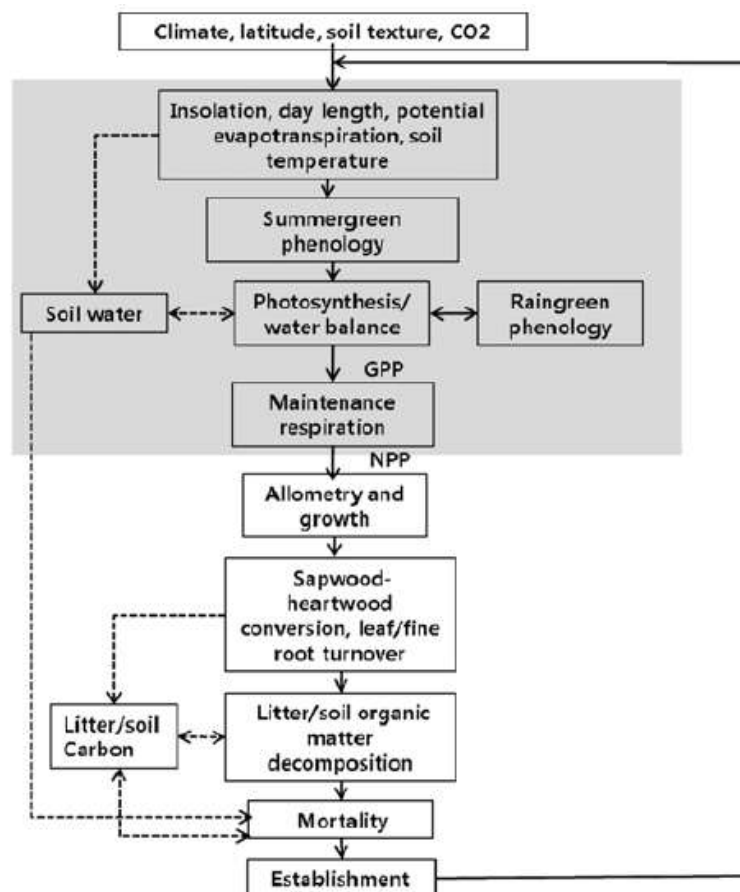 Climate, latitude, soil texture, CO2
Insolation, day length, potential
evapotranspiration, soil
temperature
Summergreen
phenology
Soil water
Photosynthesis/
water balance
Raingreen
phenology
GPP
Maintenance
respiration
NPP
Allometry and
growth
Sapwood-
heartwood
conversion, leaf/fine
root turnover
Litter/soil
Carbon
Litter/soil organic
matter
decomposition
Mortality
Establishment